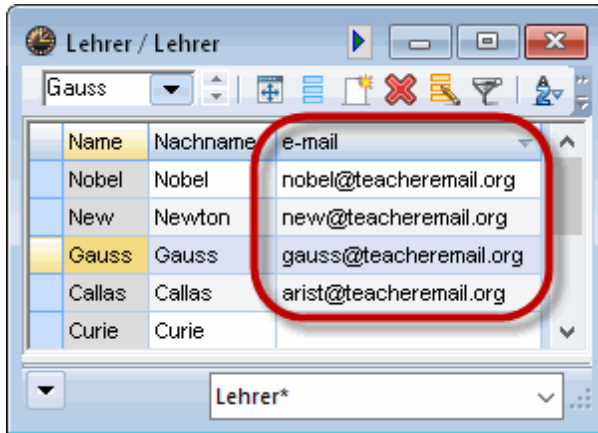 Lehrer / Lehrer
Gauss
Name Nachname e-mail
Nobel Nobel nobel@teacheremail.org
New Newton new@teacheremail.org
Gauss Gauss gauss@teacheremail.org
Callas Callas arist@teacheremail.org
Curie Curie
Lehrer*